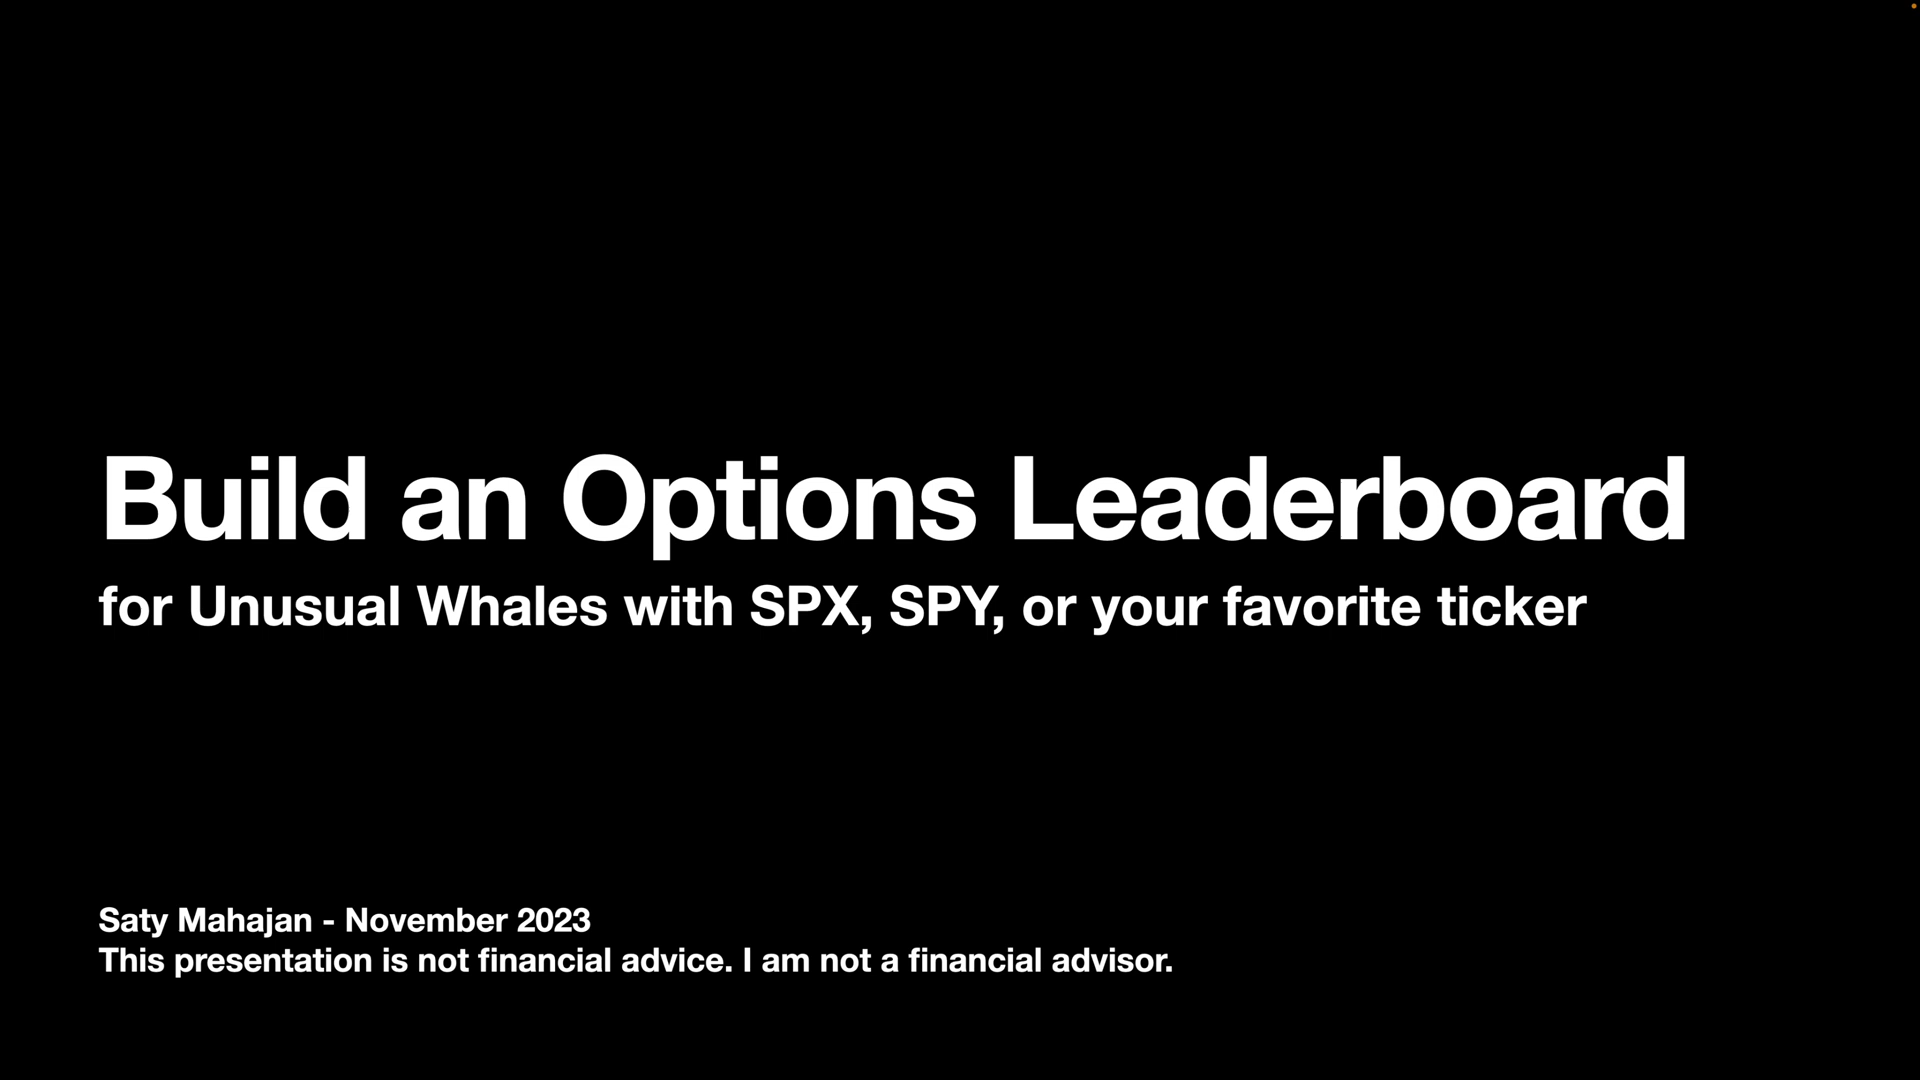 Build an Options Leaderboard
for Unusual Whales with SPX, SPY, or your favorite ticker
Saty Mahajan - November 2023
This presentation is not financial advice. I am not a financial advisor.